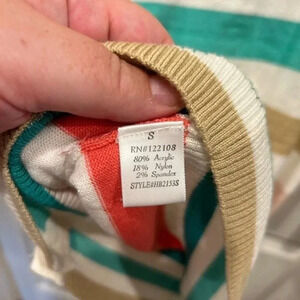 S
RN#122108
80% Acrylic
18% Nylon
2% Spandex
STYLE#HB2153S